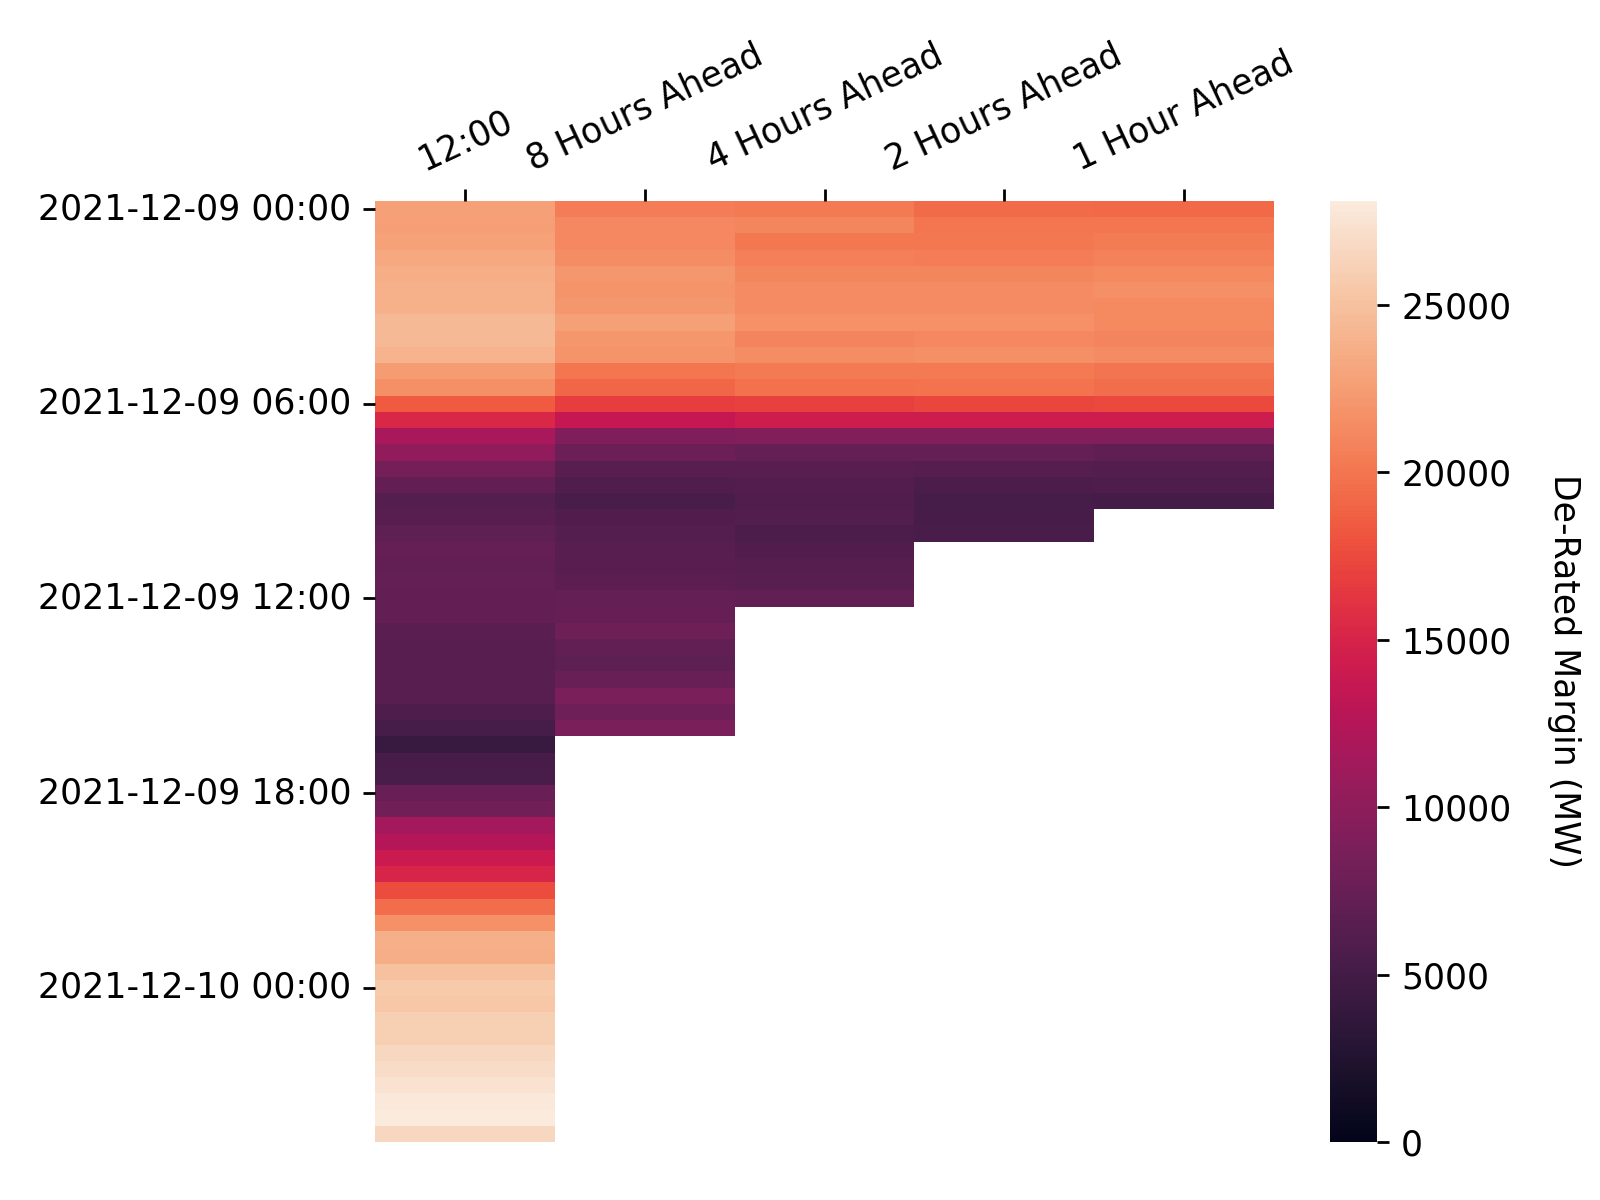 12:00
8 Hours Ahead
4 Hours Ahead
2 Hours Ahead
1 Hour Ahead
2021-12-09 00:00
2021-12-09 06:00
2021-12-09 12:00
2021-12-09 18:00
2021-12-10 00:00
25000
20000
15000
10000
5000
0
De-Rated Margin (MW)